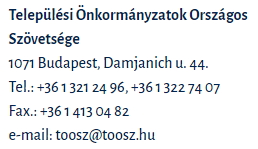 Települési Önkormányzatok Országos
Szövetsége
1071 Budapest, Damjanich u. 44.
Tel.: +36 1 321 24 96, +36 1 322 74 07
Fax.: +36 1 413 04 82
e-mail: toosz@toosz.hu